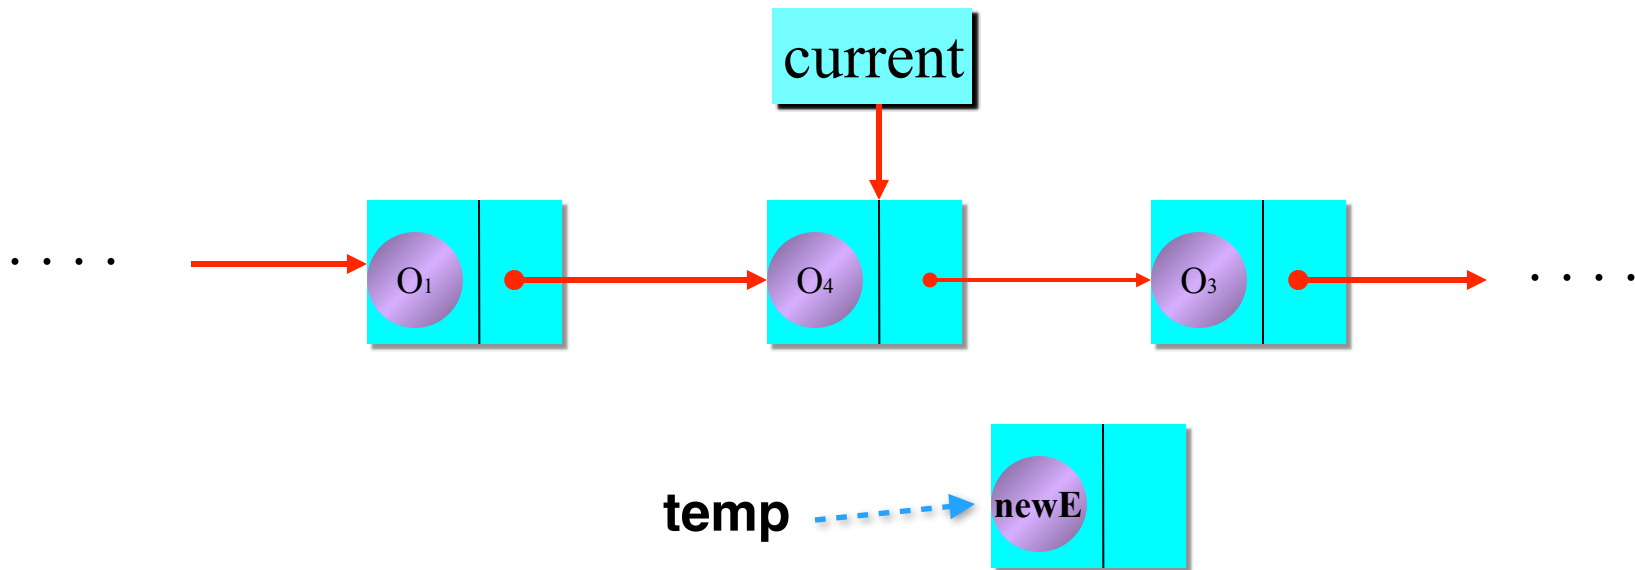 current
. . . .
O1
O4
O3
. . . .
temp
newE